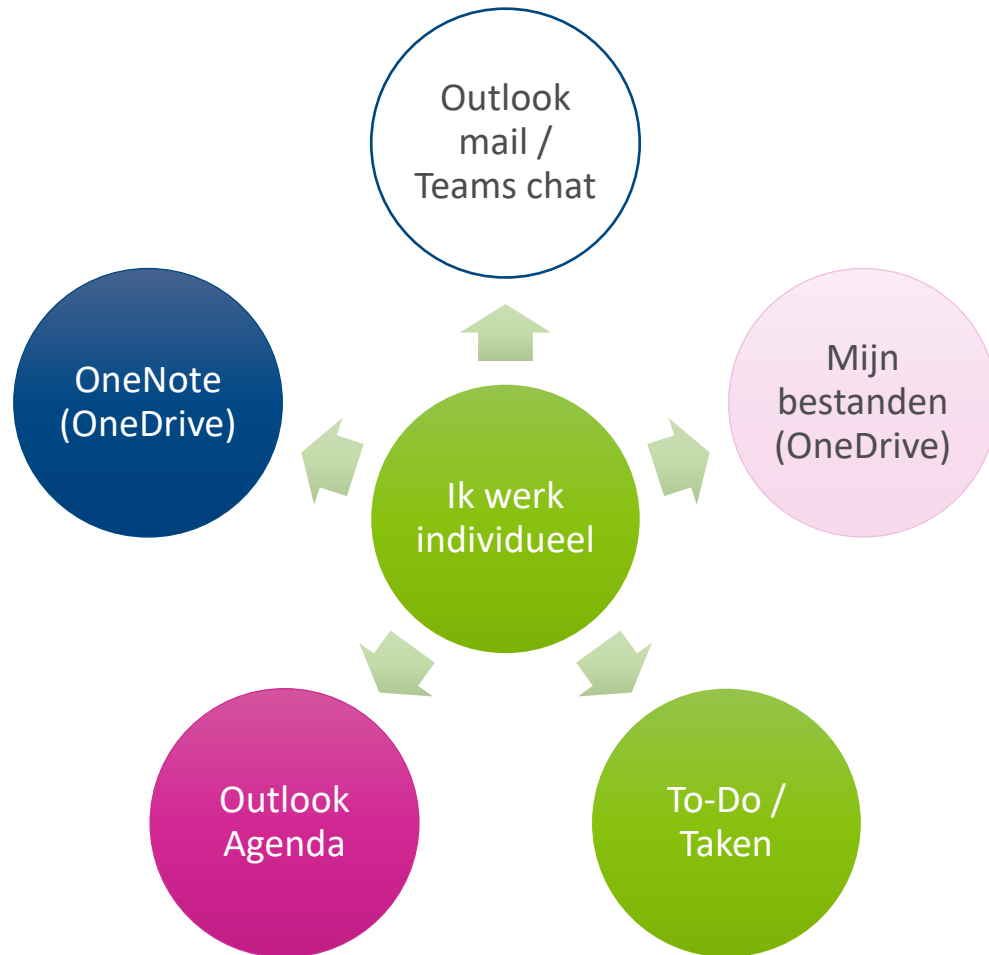 Outlook
mail /
Teams chat
OneNote
(OneDrive)
Mijn
bestanden
(OneDrive)
Ik werk
individueel
Outlook
Agenda
To-Do /
Taken